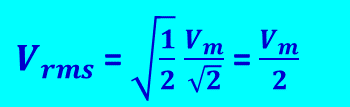 V_rms = √(1/2) V_m/√2 = V_m/2